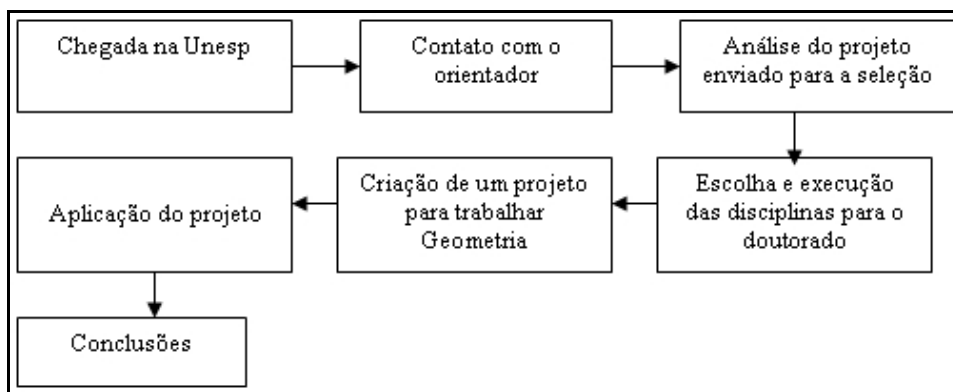 Chegada na Unesp
Contato com o
orientador
Análise do projeto
enviado para a seleção
Escolha e execução
das disciplinas para o
doutorado
Criação de um projeto
para trabalhar
Geometria
Aplicação do projeto
Conclusões